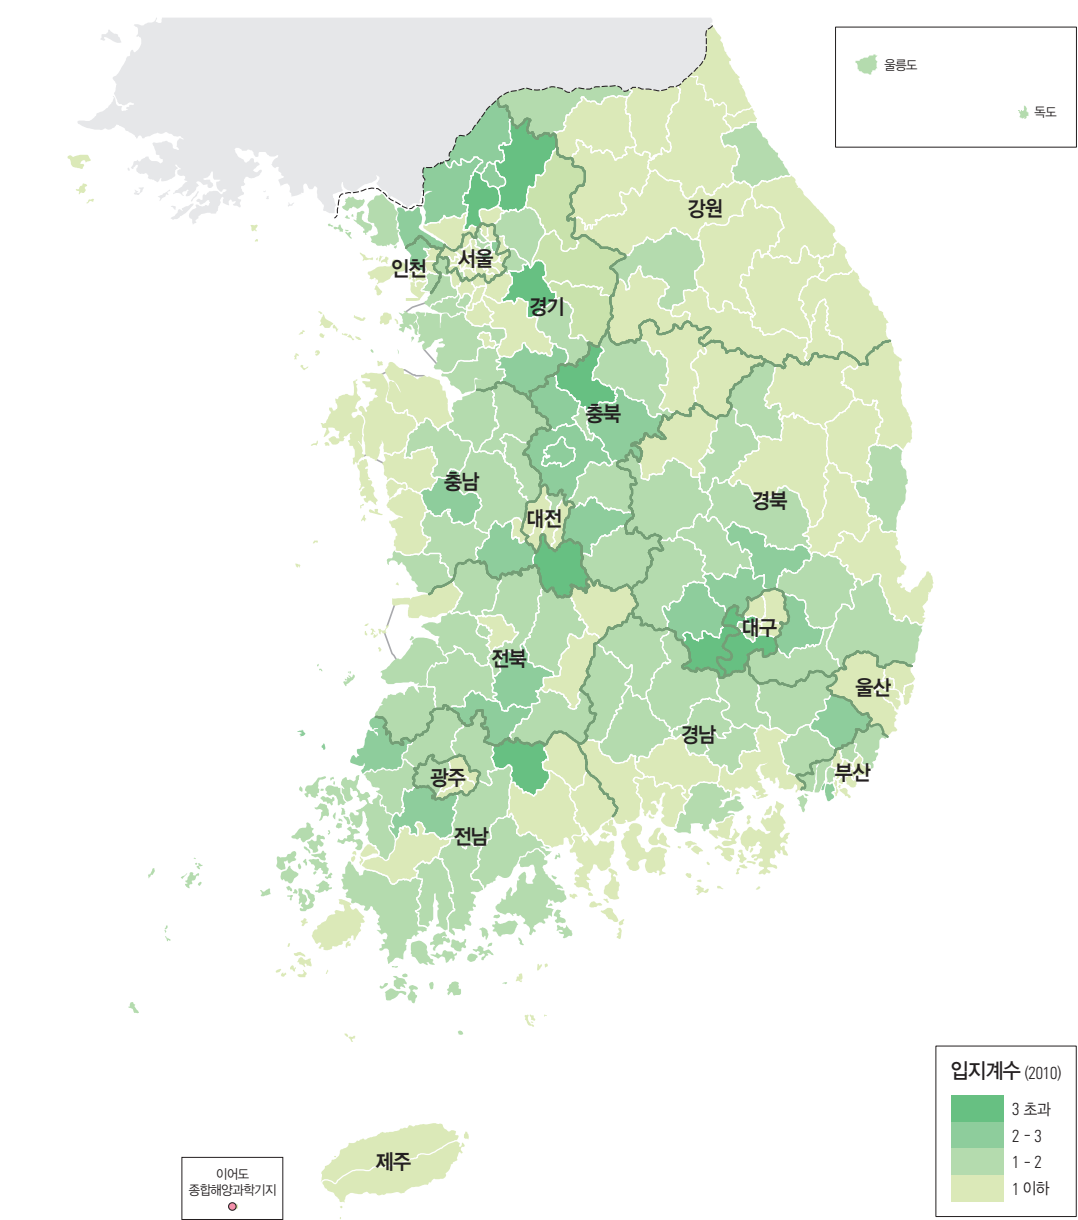 울릉도
독도
강원
서울
인천
경기
충북
충남
경북
대전
대구
전북
울산
경남
부산
광주
전남
제주
이어도
종합해양과학기지
입지계수 (2010)
3 초과
2 - 3
1 - 2
1 이하